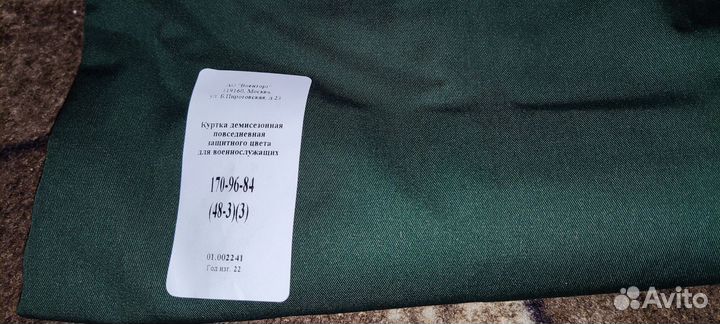 АО "Военторг"
119160, Москва,
ул. Б.Пироговская, д.23
Куртка демисезонная
повседневная
защитного цвета
для военнослужащих
170-96-84
(48-3)(3)
01.002241
Год изг. 22
Avito